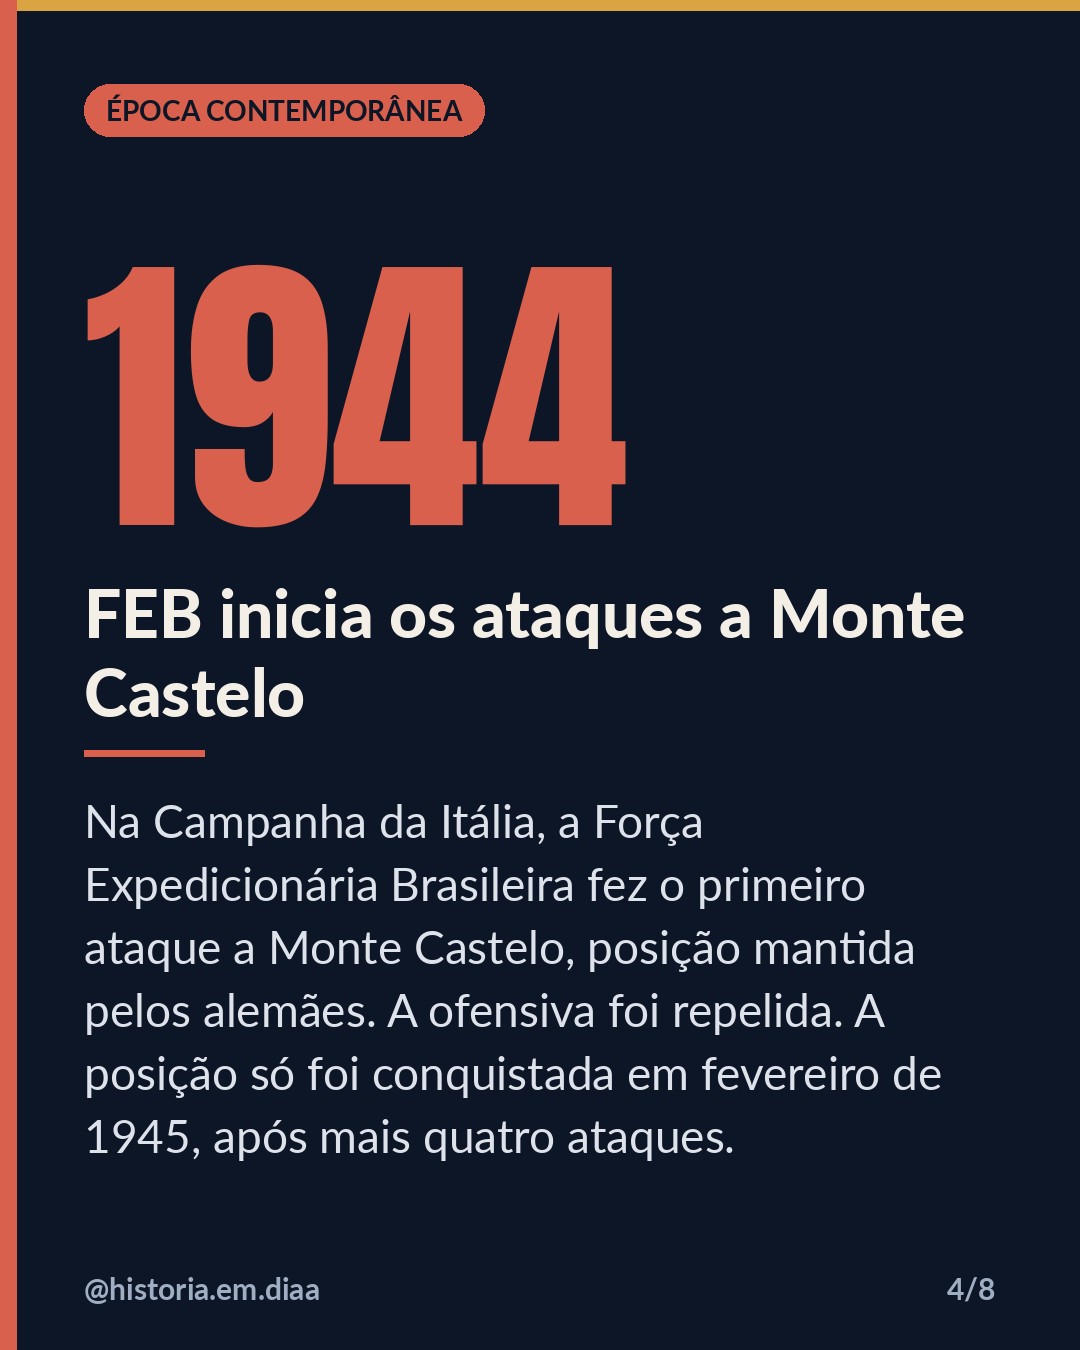 ÉPOCA CONTEMPORÂNEA
1944
FEB inicia os ataques a Monte
Castelo
Na Campanha da Itália, a Força
Expedicionária Brasileira fez o primeiro
ataque a Monte Castelo, posição mantida
pelos alemães. A ofensiva foi repelida. A
posição só foi conquistada em fevereiro de
1945, após mais quatro ataques.
@historia.em.diaa
4/8